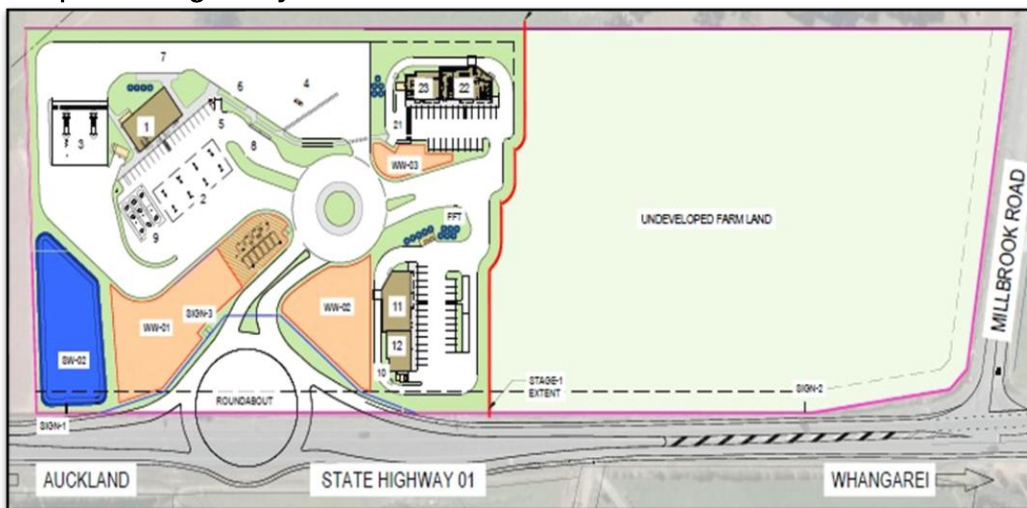 7
6
4
23
22
5
1
21
3
8
WW-03
2
9
FFT
UNDEVELOPED FARM LAND
MILLBROOK ROAD
SW-02
WW-01
SIGN-3
WW-02
11
12
10
ROUNDABOUT
STAGE-1
EXTENT
SIGN-2
SIGN-1
AUCKLAND
STATE HIGHWAY 01
WHANGAREI